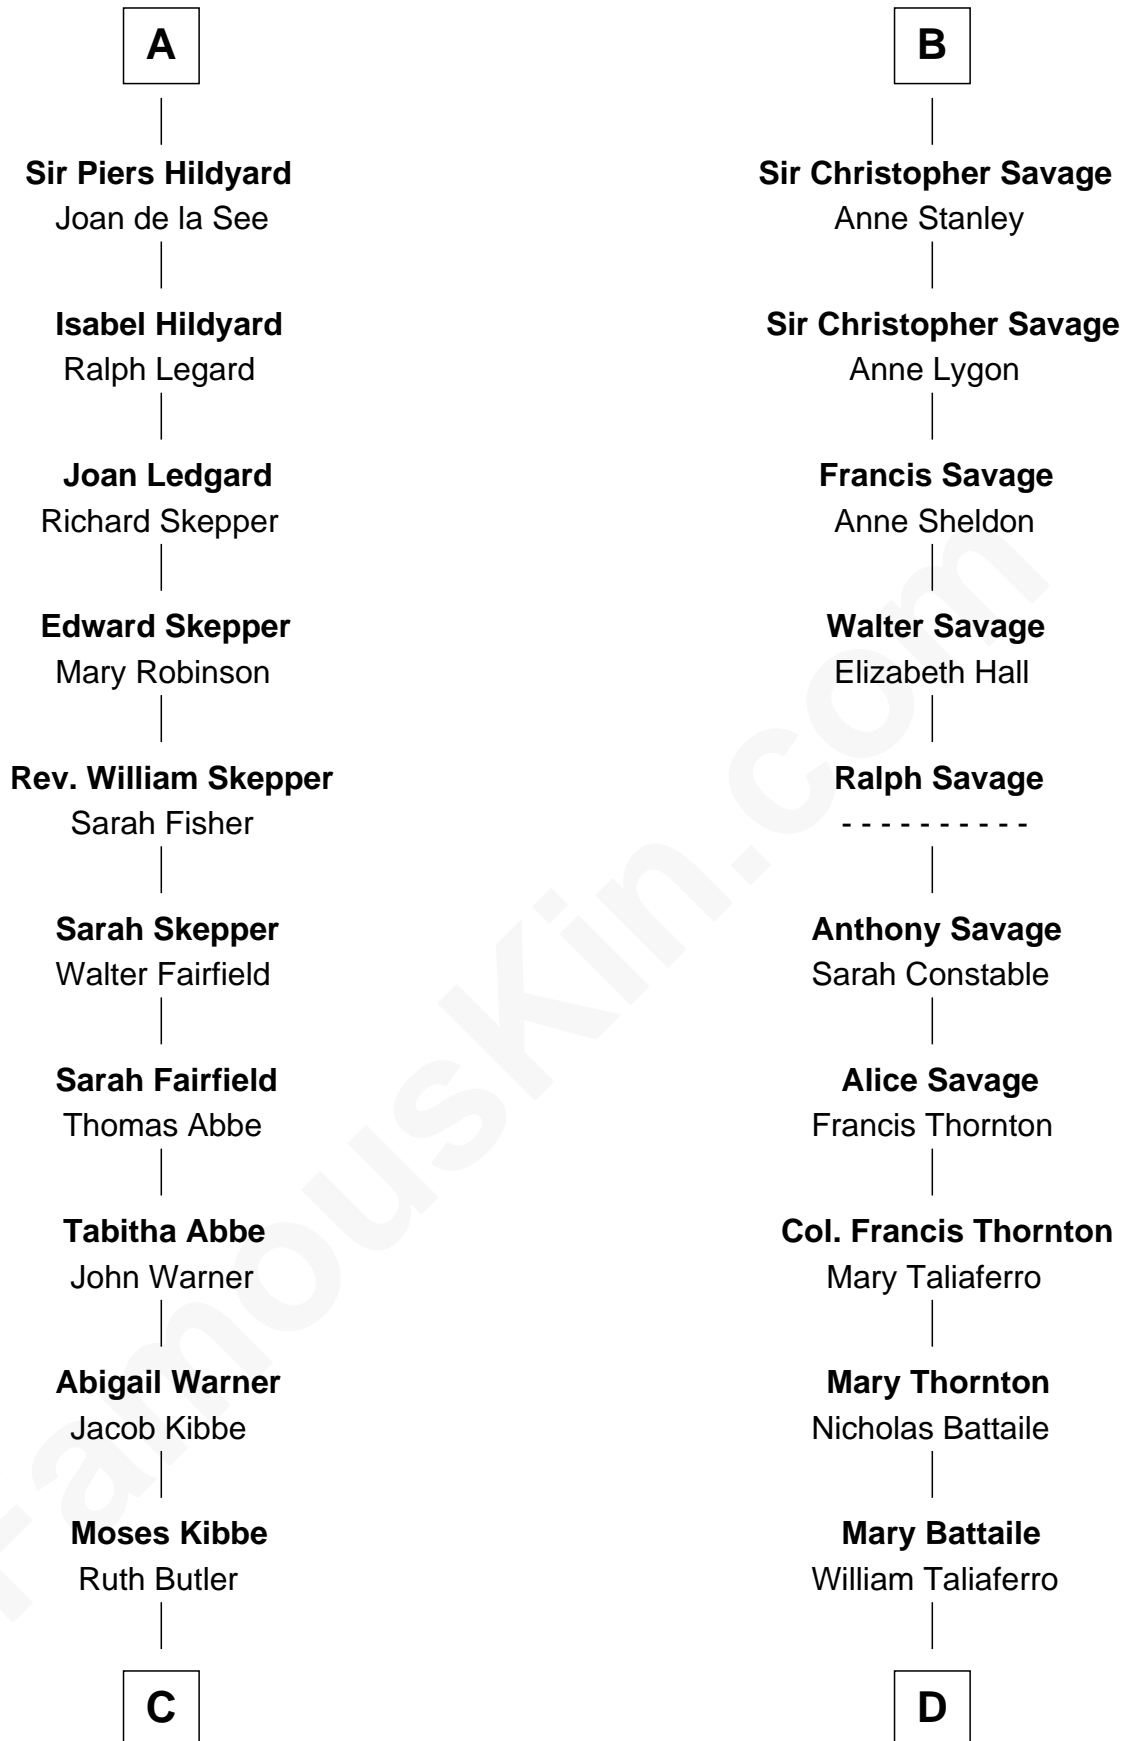 A
Sir Piers Hildyard
Joan de la See
Isabel Hildyard
Ralph Legard
Joan Ledgard
Richard Skepper
Edward Skepper
Mary Robinson
Rev. William Skepper
Sarah Fisher
Sarah Skepper
Walter Fairfield
Sarah Fairfield
Thomas Abbe
Tabitha Abbe
John Warner
Abigail Warner
Jacob Kibbe
Moses Kibbe
Ruth Butler
C
B
Sir Christopher Savage
Anne Stanley
Sir Christopher Savage
Anne Lygon
Francis Savage
Anne Sheldon
Walter Savage
Elizabeth Hall
Ralph Savage
- - - - - - - - - -
Anthony Savage
Sarah Constable
Alice Savage
Francis Thornton
Col. Francis Thornton
Mary Taliaferro
Mary Thornton
Nicholas Battaile
Mary Battaile
William Taliaferro
D
FamousKin.com